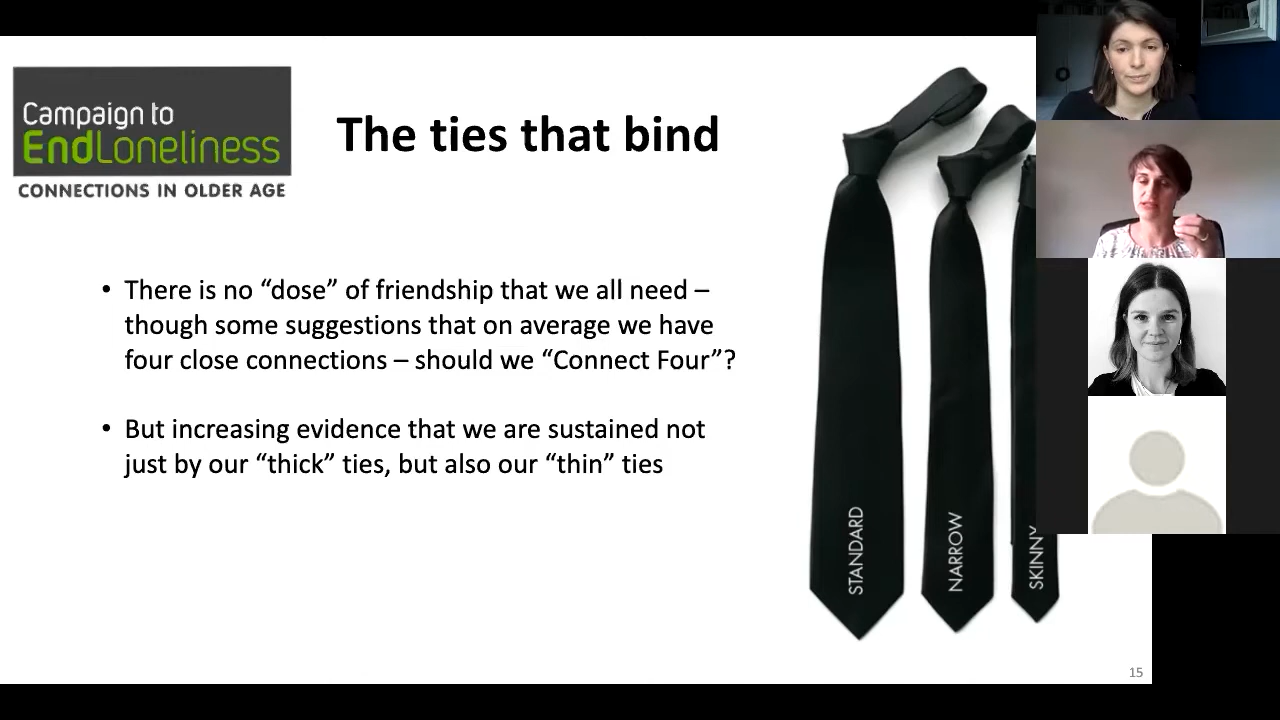 Campaign to
EndLoneliness
CONNECTIONS IN OLDER AGE
The ties that bind
• There is no “dose” of friendship that we all need –
though some suggestions that on average we have
four close connections – should we “Connect Four”?
• But increasing evidence that we are sustained not
just by our “thick” ties, but also our “thin” ties
STANDARD
NARROW
SKINNY
15